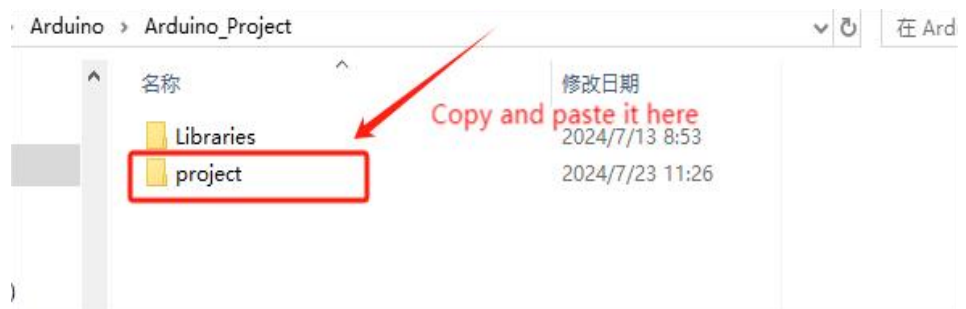 Arduino > Arduino_Project
在 Ard
名称
修改日期
Copy and paste it here
Libraries
2024/7/13 8:53
project
2024/7/23 11:26
)